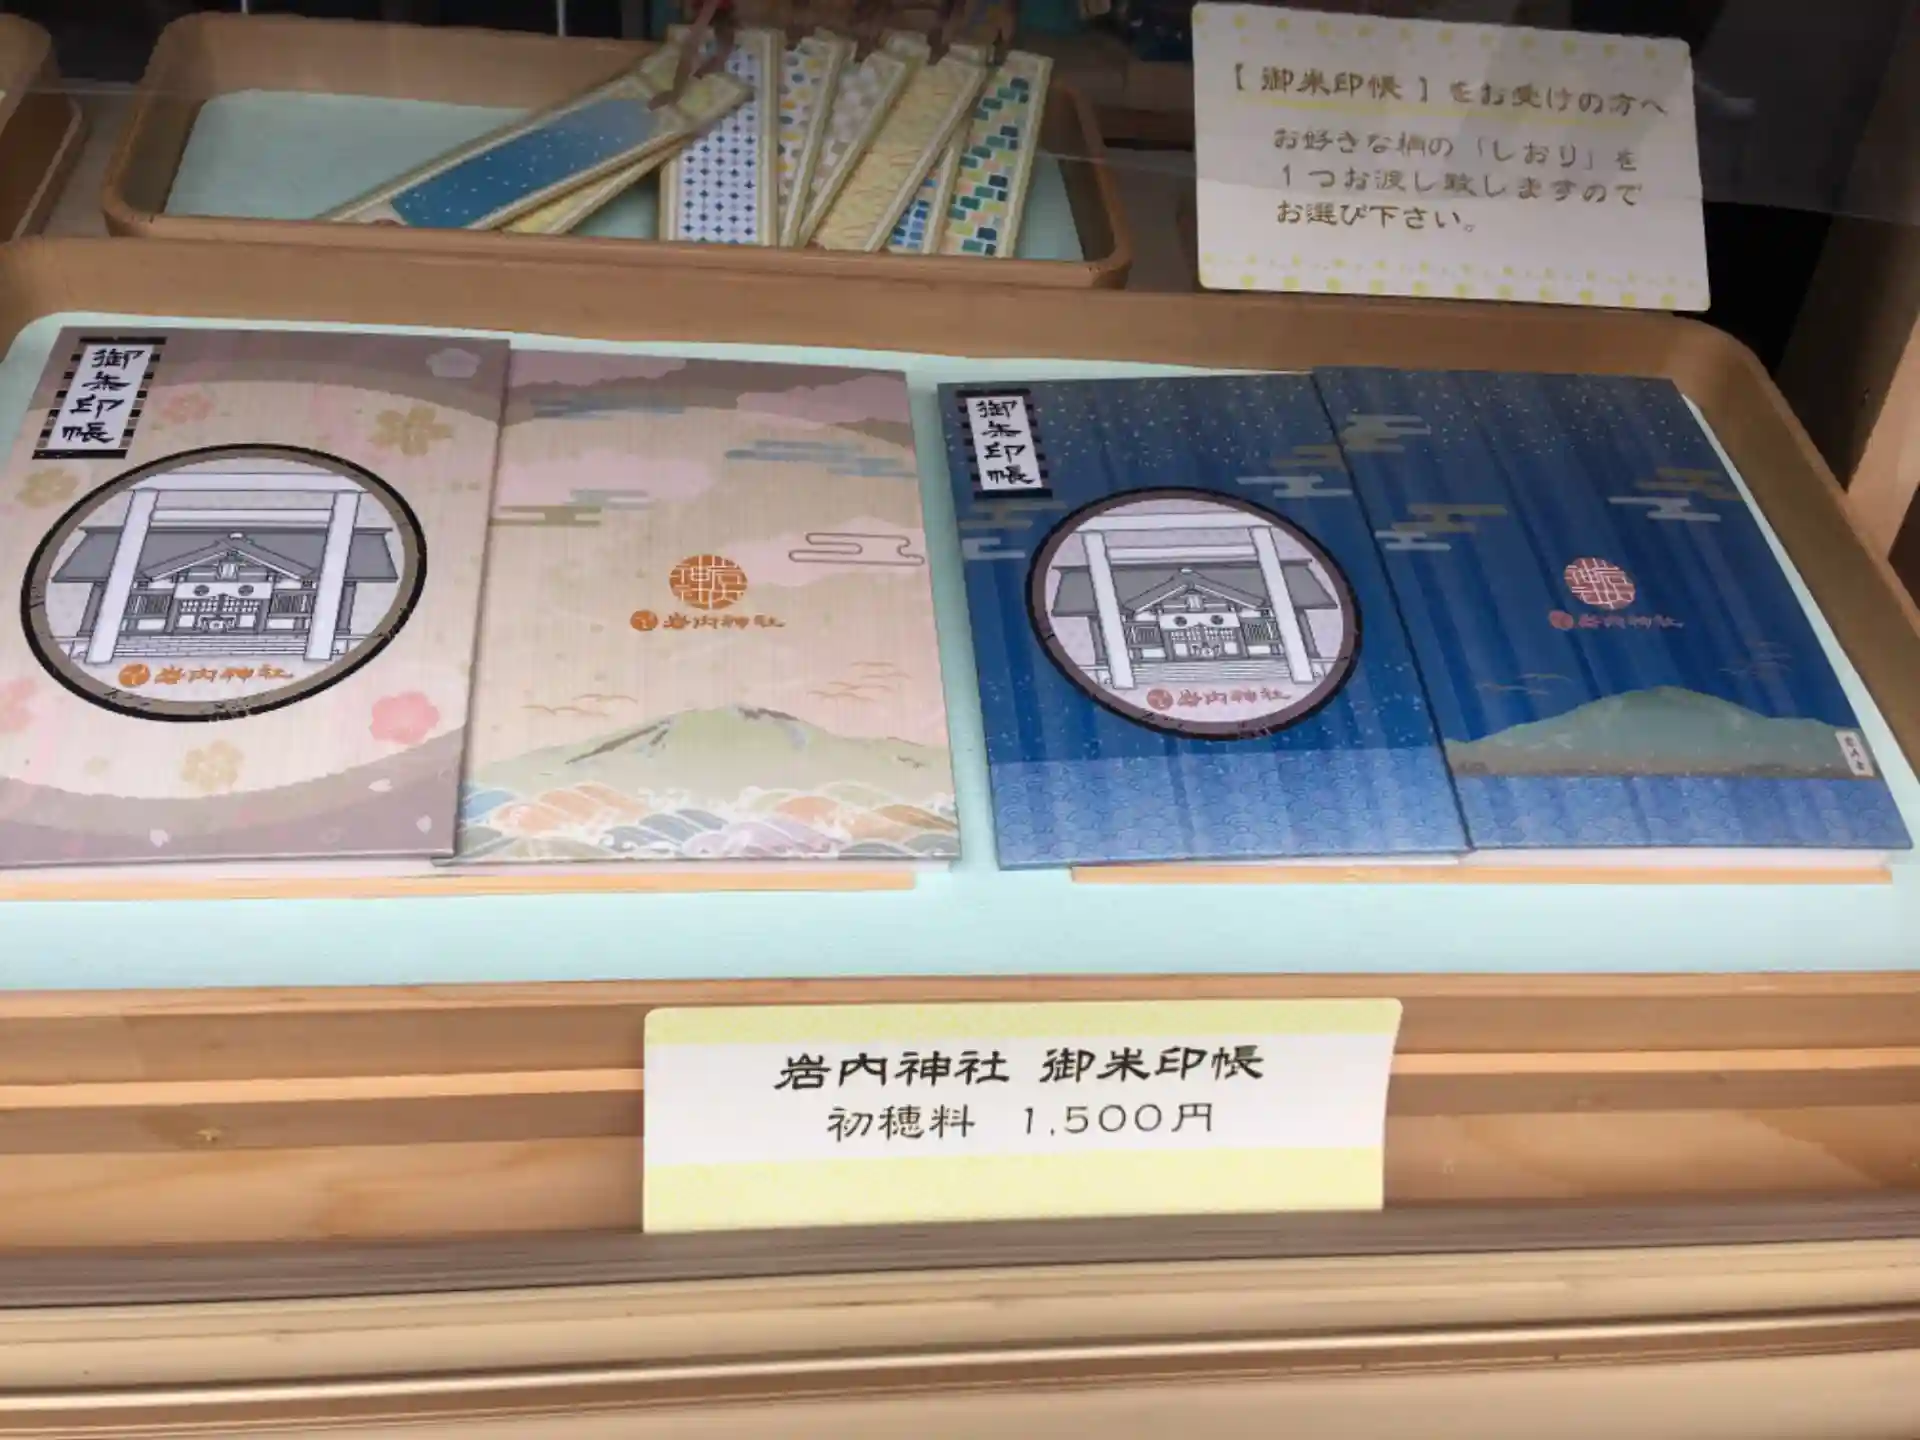 【御朱印帳】をお受けの方へ
お好きな柄の「しおり」を
1つお渡し致しますので
お選び下さい。
御朱印帳
岩内神社
岩内神社
御朱印帳
岩内神社
岩内神社
岩内神社 御朱印帳
初穂料 1,500円